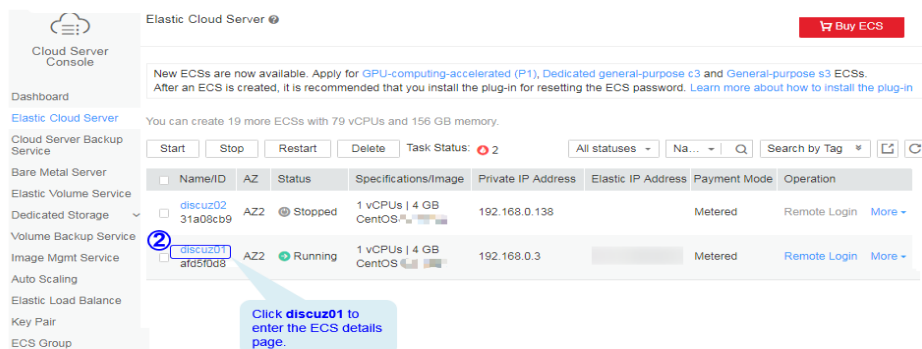 Cloud Server
Console
Dashboard
Elastic Cloud Server
Cloud Server Backup
Service
Bare Metal Server
Elastic Volume Service
Dedicated Storage
Volume Backup Service
Image Mgmt Service
Auto Scaling
Elastic Load Balance
Key Pair
ECS Group
Elastic Cloud Server
Buy ECS
New ECSs are now available. Apply for GPU-computing-accelerated (P1), Dedicated general-purpose c3 and General-purpose s3 ECSs.
After an ECS is created, it is recommended that you install the plug-in for resetting the ECS password. Learn more about how to install the plug-in
You can create 19 more ECSs with 79 vCPUs and 156 GB memory.
Start Stop Restart Delete Task Status: 2 All statuses Na... Search by Tag
Name/ID AZ Status Specifications/Image Private IP Address Elastic IP Address Payment Mode Operation
discuz02 AZ2 Stopped 1 vCPUs | 4 GB 192.168.0.138 Metered Remote Login More
31a08cb9 CentOS
2
discuz01 AZ2 Running 1 vCPUs | 4 GB 192.168.0.3 Metered Remote Login More
afd5f0d8 CentOS
Click discuz01 to
enter the ECS details
page.